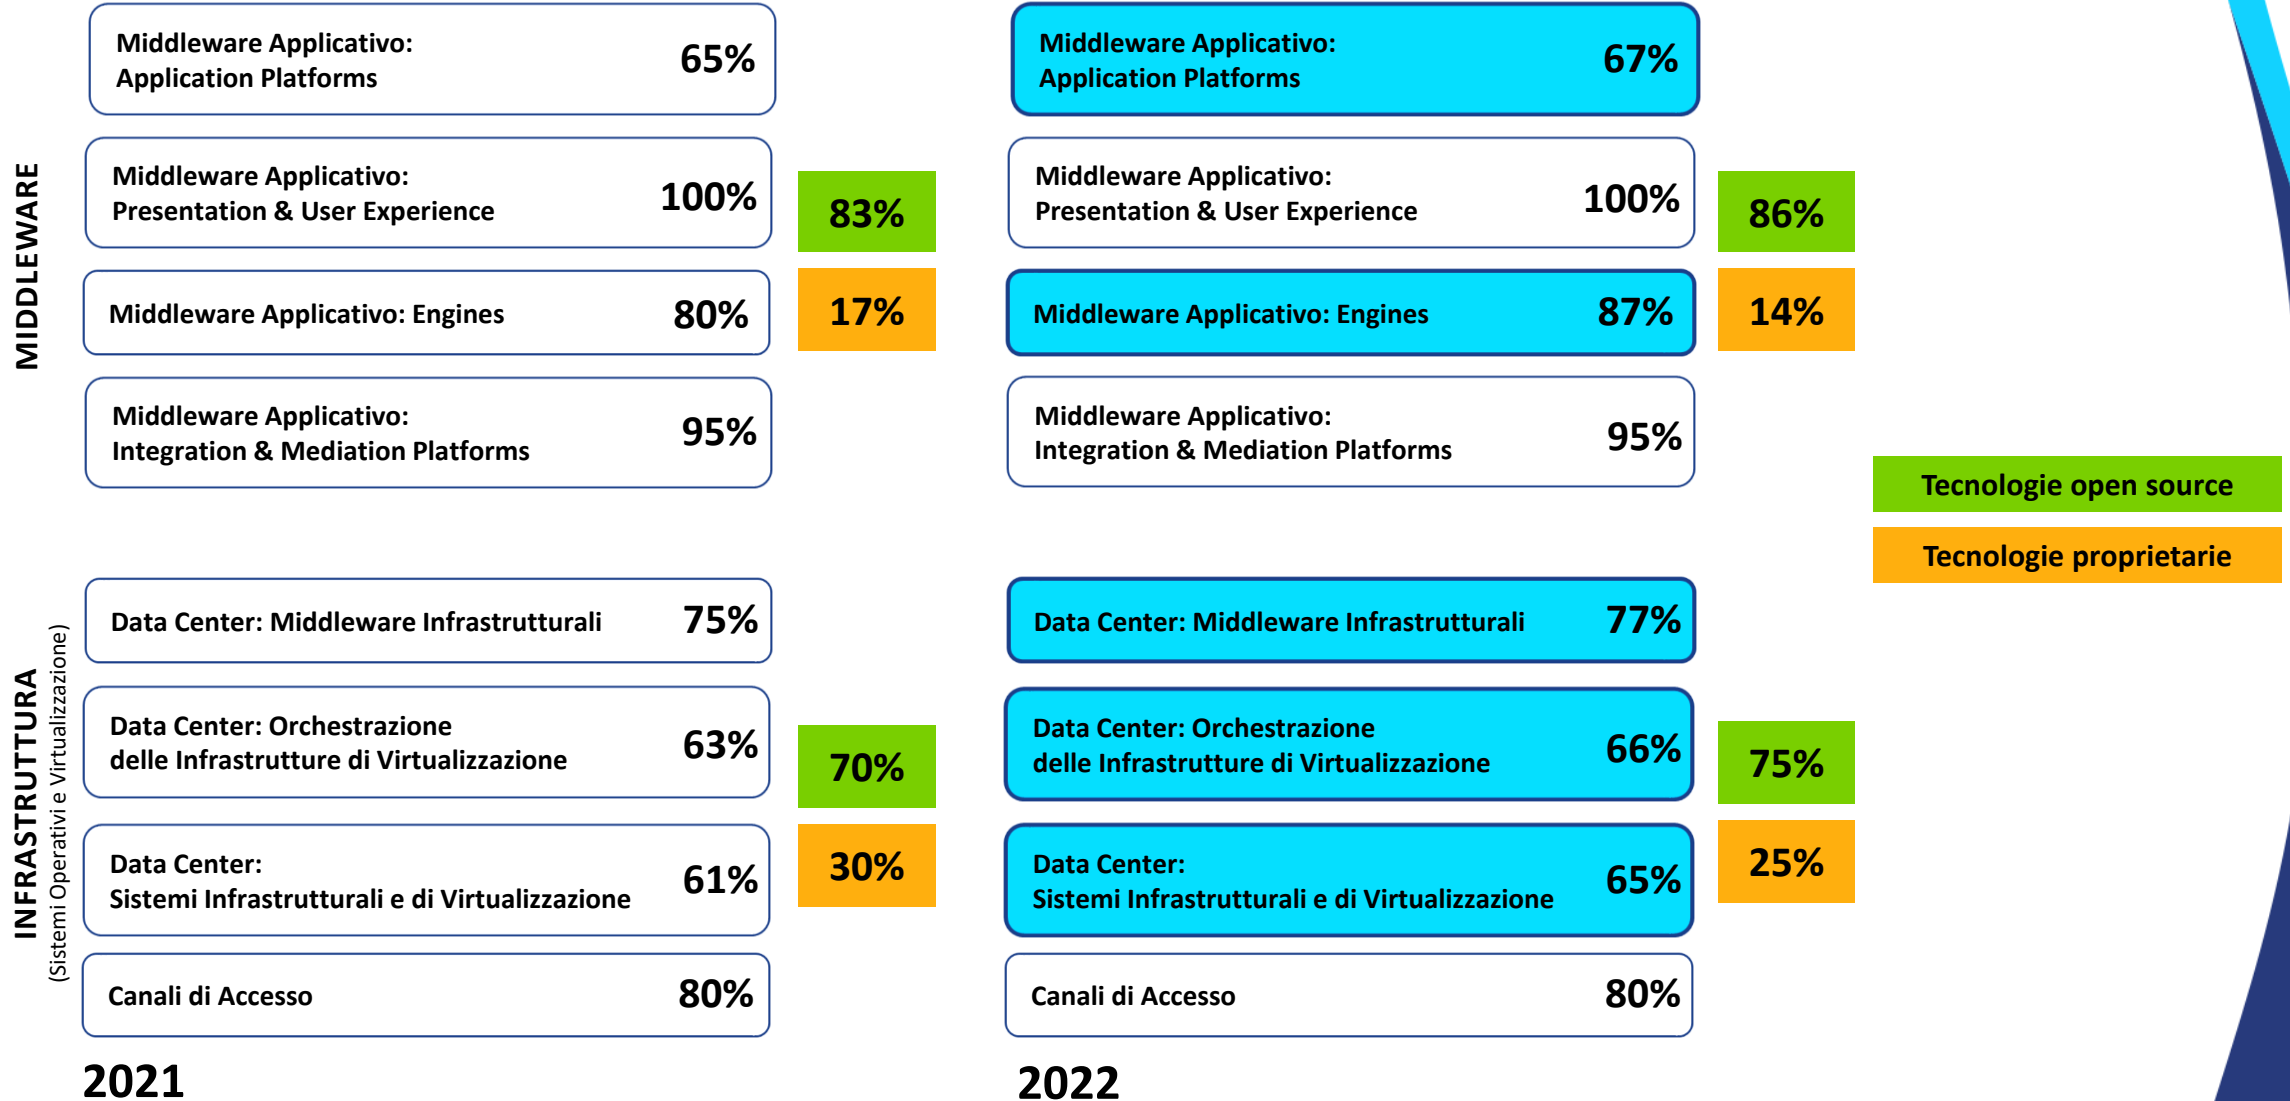 MIDDLEWARE
Middleware Applicativo:
Application Platforms
65%
Middleware Applicativo:
Presentation & User Experience
100%
Middleware Applicativo: Engines
80%
Middleware Applicativo:
Integration & Mediation Platforms
95%
83%
17%
Middleware Applicativo:
Application Platforms
67%
Middleware Applicativo:
Presentation & User Experience
100%
Middleware Applicativo: Engines
87%
Middleware Applicativo:
Integration & Mediation Platforms
95%
86%
14%
Tecnologie open source
Tecnologie proprietarie
INFRASTRUTTURA
(Sistemi Operativi e Virtualizzazione)
Data Center: Middleware Infrastrutturali
75%
Data Center: Orchestrazione
delle Infrastrutture di Virtualizzazione
63%
Data Center:
Sistemi Infrastrutturali e di Virtualizzazione
61%
Canali di Accesso
80%
70%
30%
2021
Data Center: Middleware Infrastrutturali
77%
Data Center: Orchestrazione
delle Infrastrutture di Virtualizzazione
66%
Data Center:
Sistemi Infrastrutturali e di Virtualizzazione
65%
Canali di Accesso
80%
75%
25%
2022